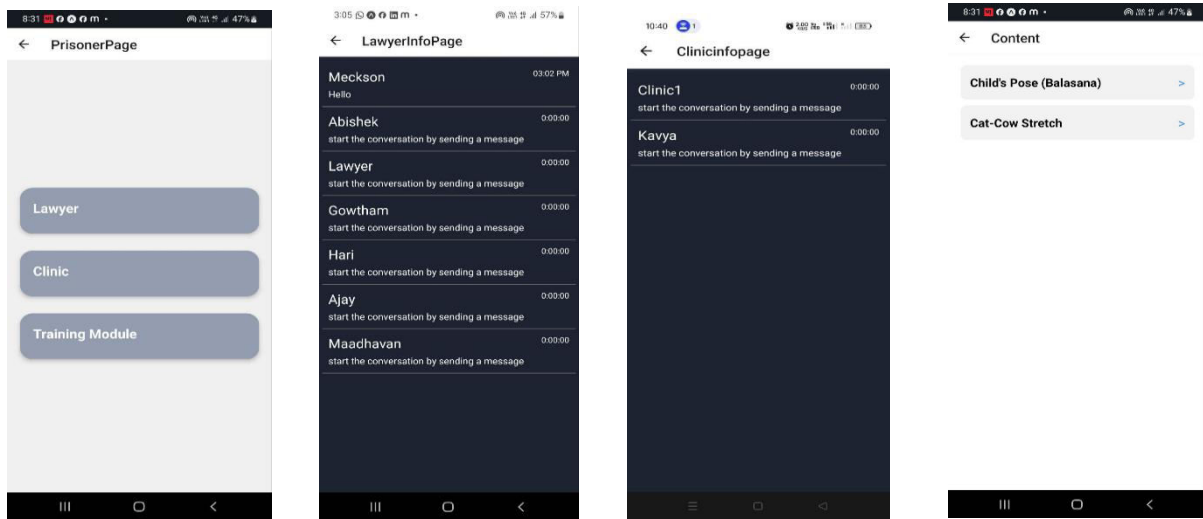 8:31
47%
PrisonerPage
Lawyer
Clinic
Training Module
3:05
57%
LawyerInfoPage
Meckson 03:02 PM
Hello
Abishek 0:00:00
start the conversation by sending a message
Lawyer 0:00:00
start the conversation by sending a message
Gowtham 0:00:00
start the conversation by sending a message
Hari 0:00:00
start the conversation by sending a message
Ajay 0:00:00
start the conversation by sending a message
Maadhavan 0:00:00
start the conversation by sending a message
10:40 1
Clinicinfopage
Clinic1 0:00:00
start the conversation by sending a message
Kavya 0:00:00
start the conversation by sending a message
8:31
47%
Content
Child's Pose (Balasana) >
Cat-Cow Stretch >